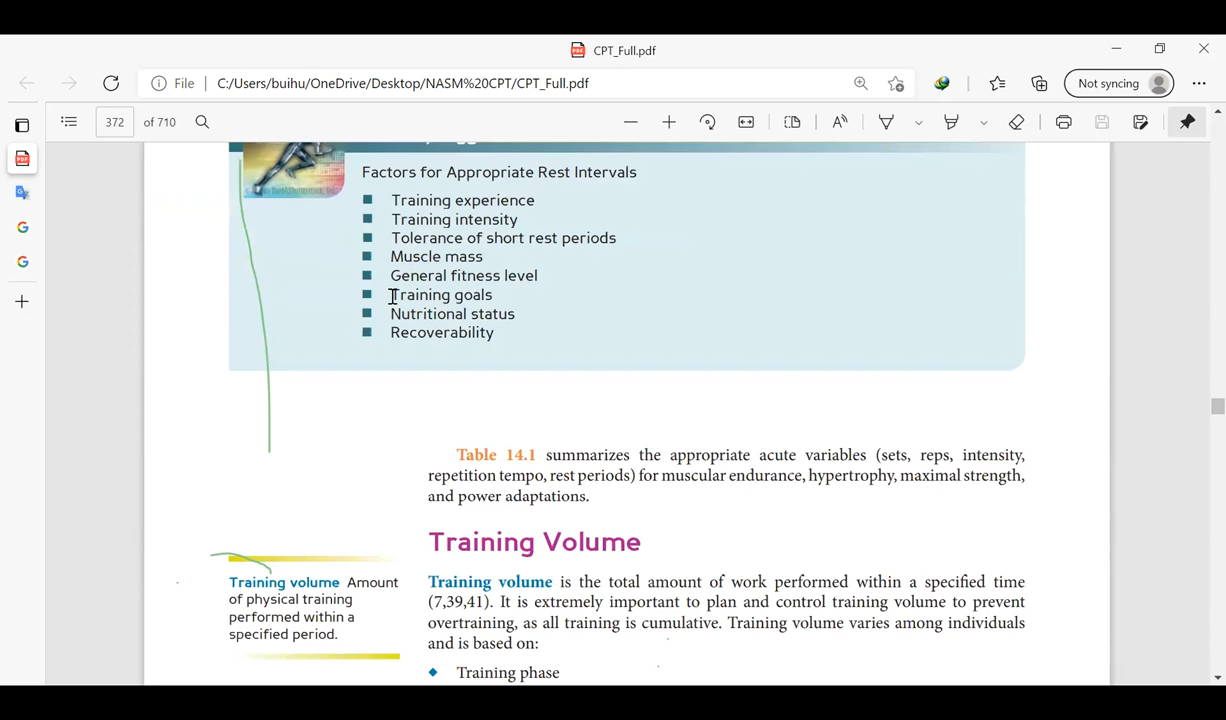 CPT_Full.pdf
File C:/Users/buihu/OneDrive/Desktop/NASM%20CPT/CPT_Full.pdf
Not syncing
372 of 710
Factors for Appropriate Rest Intervals
Training experience
Training intensity
Tolerance of short rest periods
Muscle mass
General fitness level
Training goals
Nutritional status
Recoverability
Table 14.1 summarizes the appropriate acute variables (sets, reps, intensity,
repetition tempo, rest periods) for muscular endurance, hypertrophy, maximal strength,
and power adaptations.
Training Volume
Training volume Amount
of physical training
performed within a
specified period.
Training volume is the total amount of work performed within a specified time
(7,39,41). It is extremely important to plan and control training volume to prevent
overtraining, as all training is cumulative. Training volume varies among individuals
and is based on:
Training phase